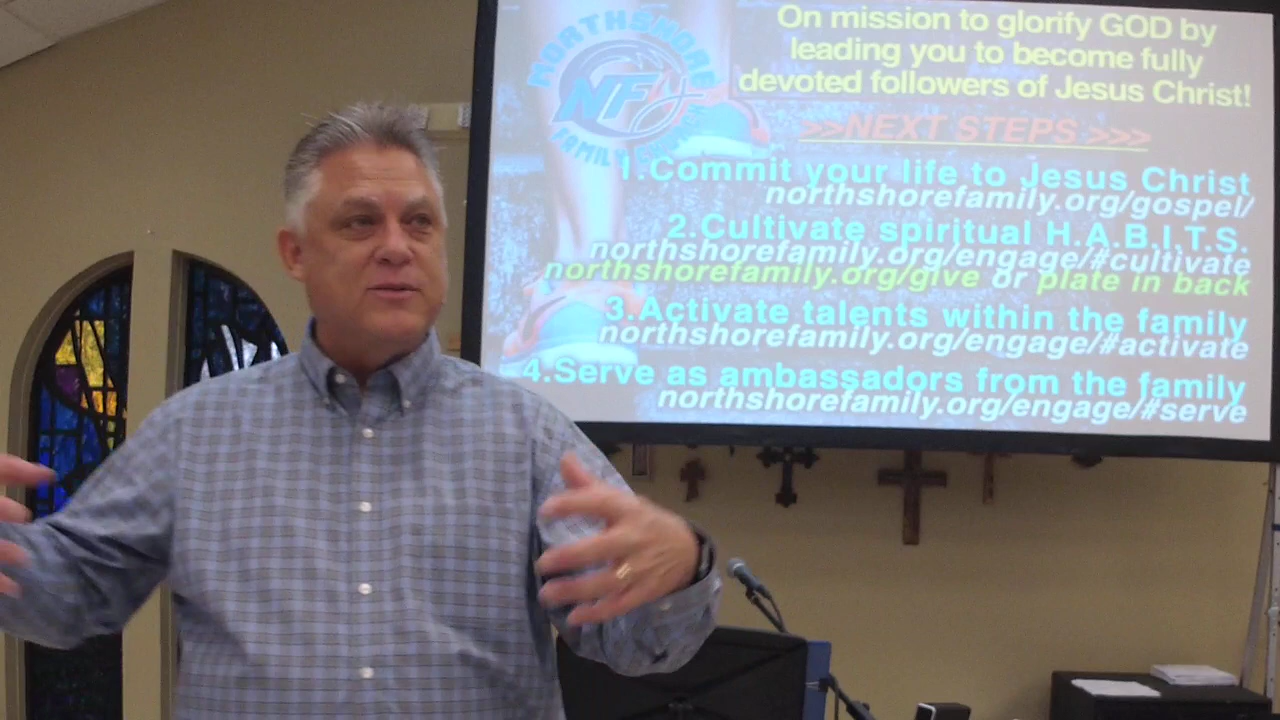 NORTHSHORE
NF
FAMILY CHURCH
On mission to glorify GOD by
leading you to become fully
devoted followers of Jesus Christ!
>>NEXT STEPS >>>
1.Commit your life to Jesus Christ
northshorefamily.org/gospel/
2.Cultivate spiritual H.A.B.I.T.S.
northshorefamily.org/engage/#cultivate
northshorefamily.org/give or plate in back
3.Activate talents within the family
northshorefamily.org/engage/#activate
4.Serve as ambassadors from the family
northshorefamily.org/engage/#serve